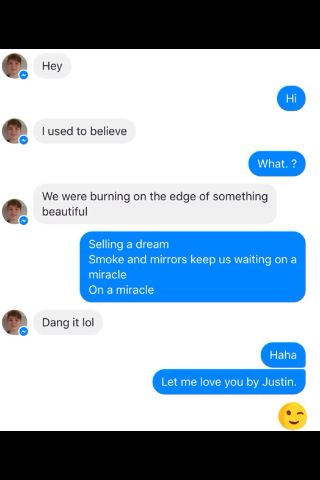 Hey
Hi
I used to believe
What. ?
We were burning on the edge of something
beautiful
Selling a dream
Smoke and mirrors keep us waiting on a
miracle
On a miracle
Dang it lol
Haha
Let me love you by Justin.